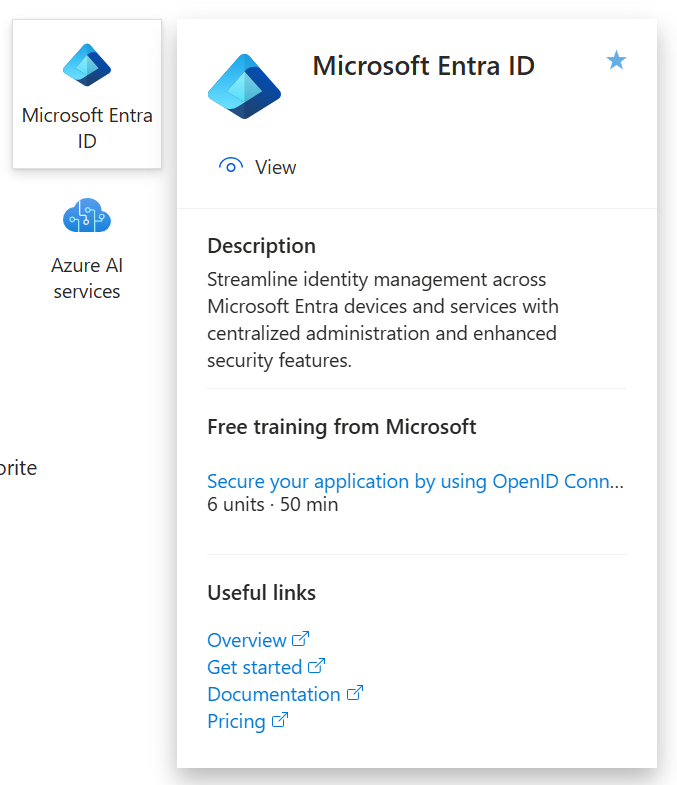 Microsoft Entra
ID
Azure AI
services
orite
Microsoft Entra ID
View
Description
Streamline identity management across
Microsoft Entra devices and services with
centralized administration and enhanced
security features.
Free training from Microsoft
Secure your application by using OpenID Conn...
6 units · 50 min
Useful links
Overview
Get started
Documentation
Pricing